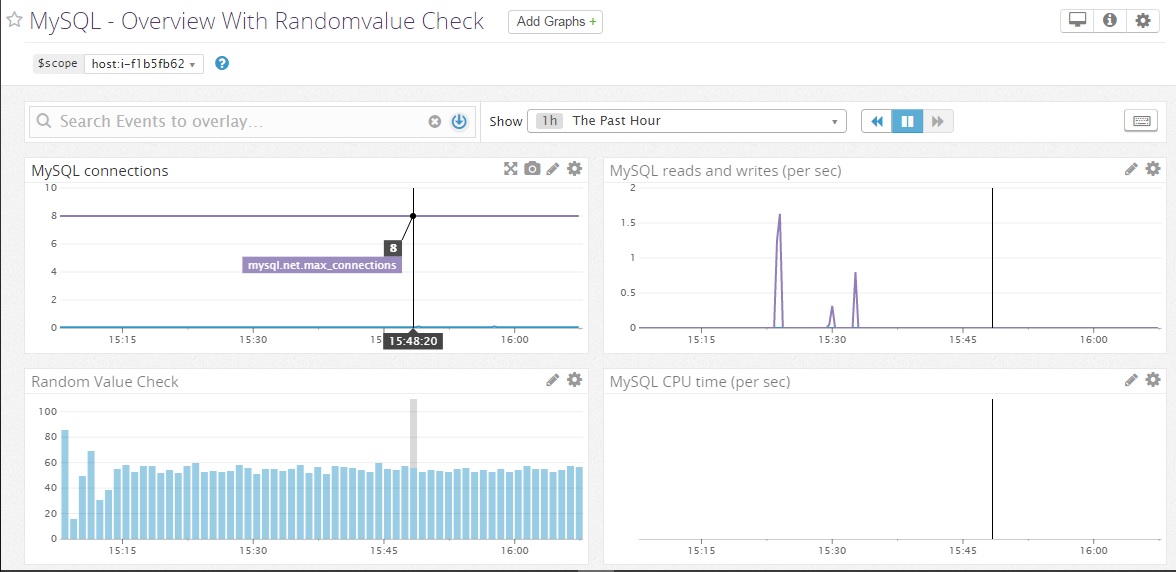 MySQL - Overview With Randomvalue Check Add Graphs +
$scope host:i-f1b5fb62
Search Events to overlay... Show 1h The Past Hour
MySQL connections
10
8
6
4
2
0
8
mysql.net.max_connections
15:15 15:30 15 15:48:20 16:00
MySQL reads and writes (per sec)
2
1.5
1
0.5
0
15:15 15:30 15:45 16:00
Random Value Check
100
80
60
40
20
0
15:15 15:30 15:45 16:00
MySQL CPU time (per sec)
15:15 15:30 15:45 16:00